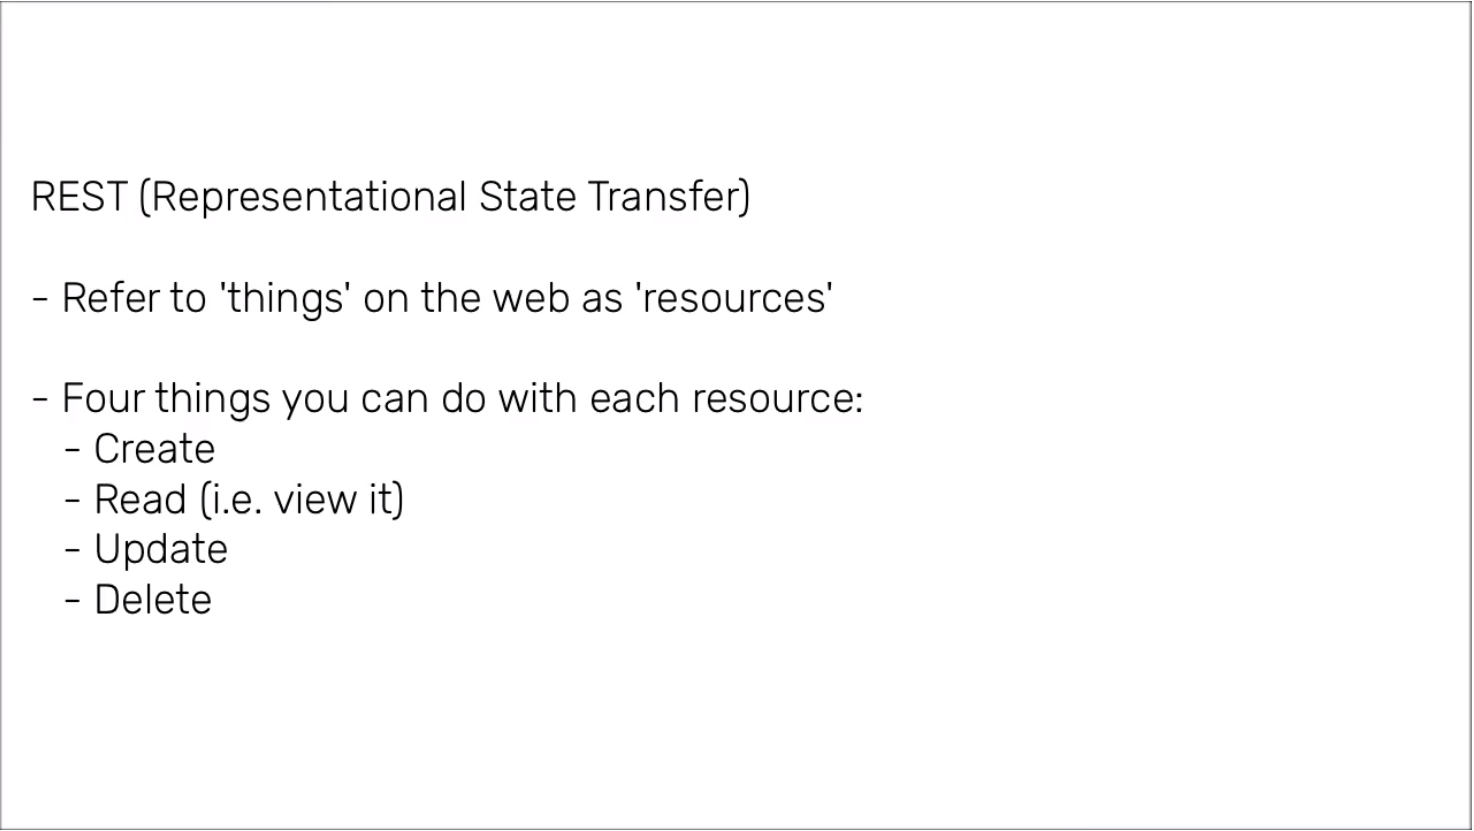 REST (Representational State Transfer)
- Refer to 'things' on the web as 'resources'
- Four things you can do with each resource:
- Create
- Read (i.e. view it)
- Update
- Delete